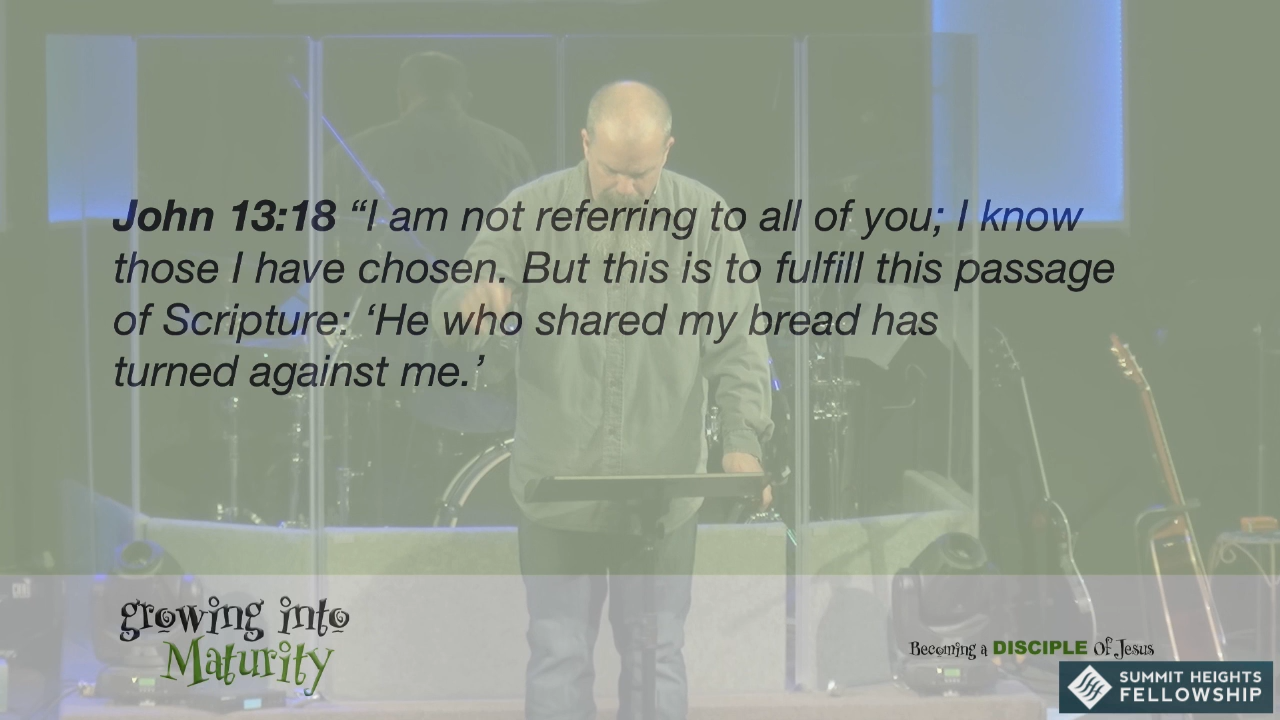 John 13:18 “I am not referring to all of you; I know
those I have chosen. But this is to fulfill this passage
of Scripture: ‘He who shared my bread has
turned against me.’
growing into
Maturity
Becoming a DISCIPLE Of Jesus
SUMMIT HEIGHTS
FELLOWSHIP